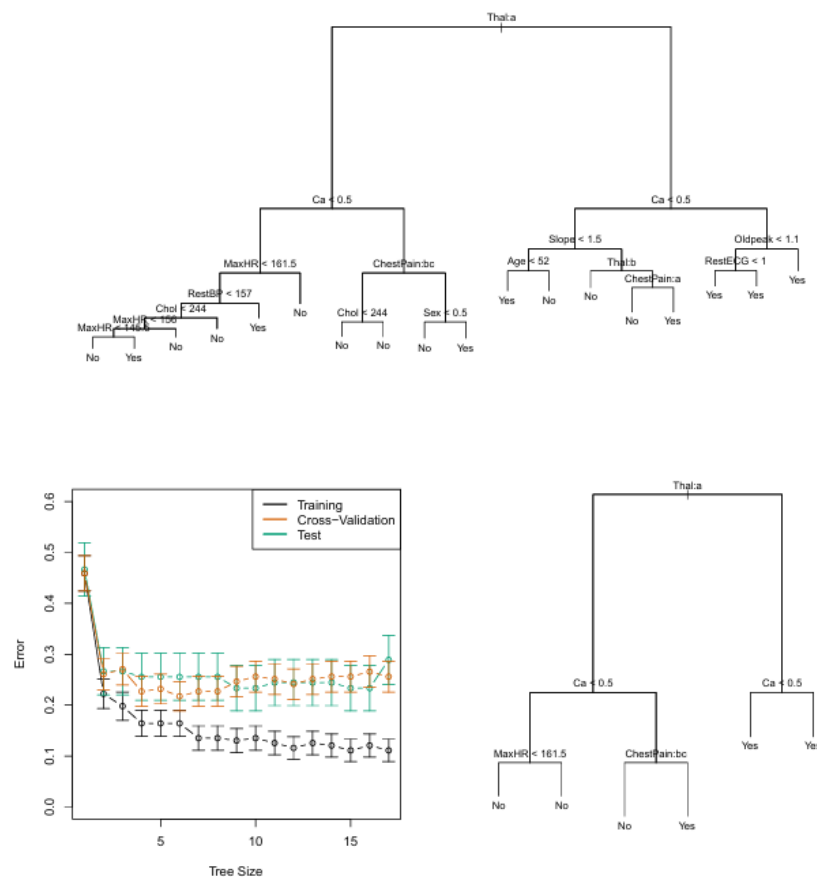 Thal:a
Ca < 0.5
Ca < 0.5
Slope < 1.5
Oldpeak < 1.1
MaxHR < 161.5
ChestPain:bc
Age < 52
Thal:b
RestECG < 1
ChestPain:a
Yes
RestBP < 157
Yes
No
No
Yes
Yes
Chol < 244
No
Chol < 244
Sex < 0.5
No
Yes
MaxHR < 156
Yes
MaxHR < 145.5
No
No
No
No
No
Yes
No
Yes
Training
Cross−Validation
Test
0.6
0.5
0.4
0.3
0.2
0.1
0.0
Error
5
10
15
Tree Size
Thal:a
Ca < 0.5
Ca < 0.5
Yes
Yes
MaxHR < 161.5
ChestPain:bc
No
No
No
Yes